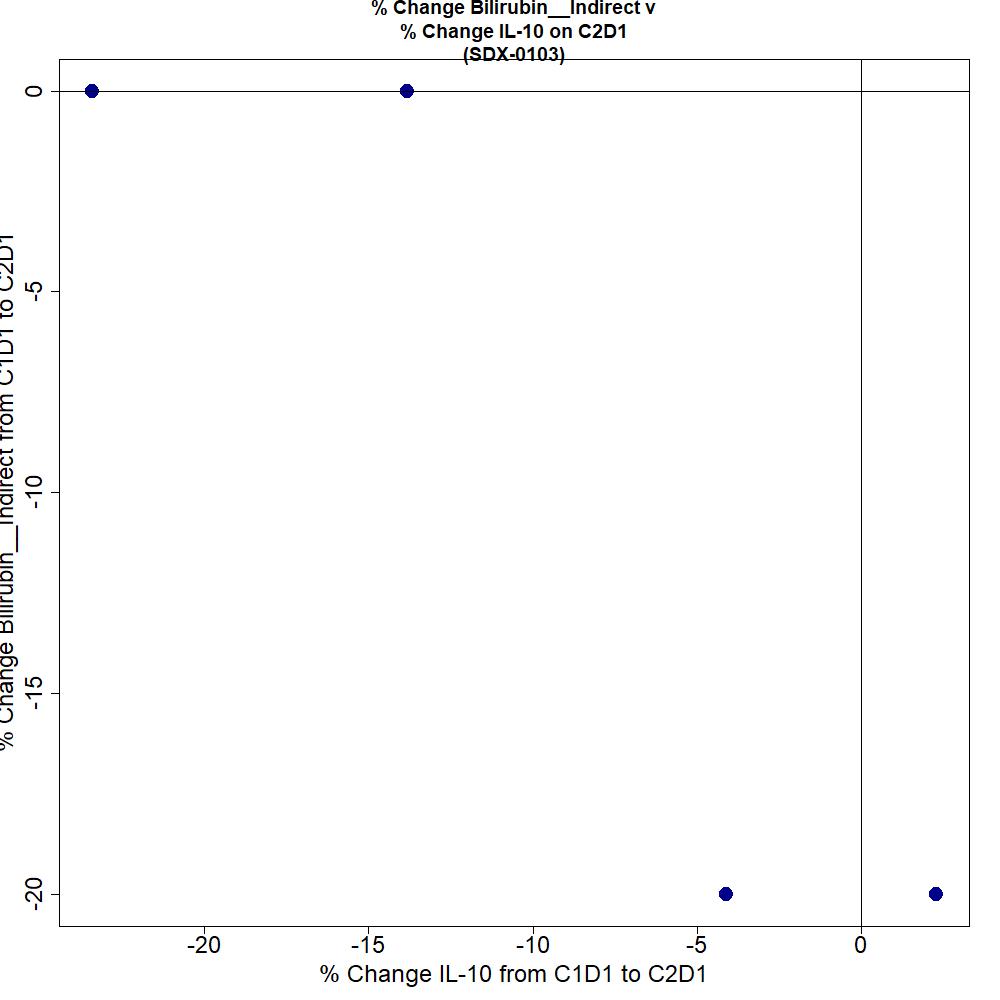 % Change Bilirubin__Indirect v
% Change IL-10 on C2D1
(SDX-0103)
% Change Bilirubin__Indirect from C1D1 to C2D1
0
-5
-10
-15
-20
-20
-15
-10
-5
0
% Change IL-10 from C1D1 to C2D1